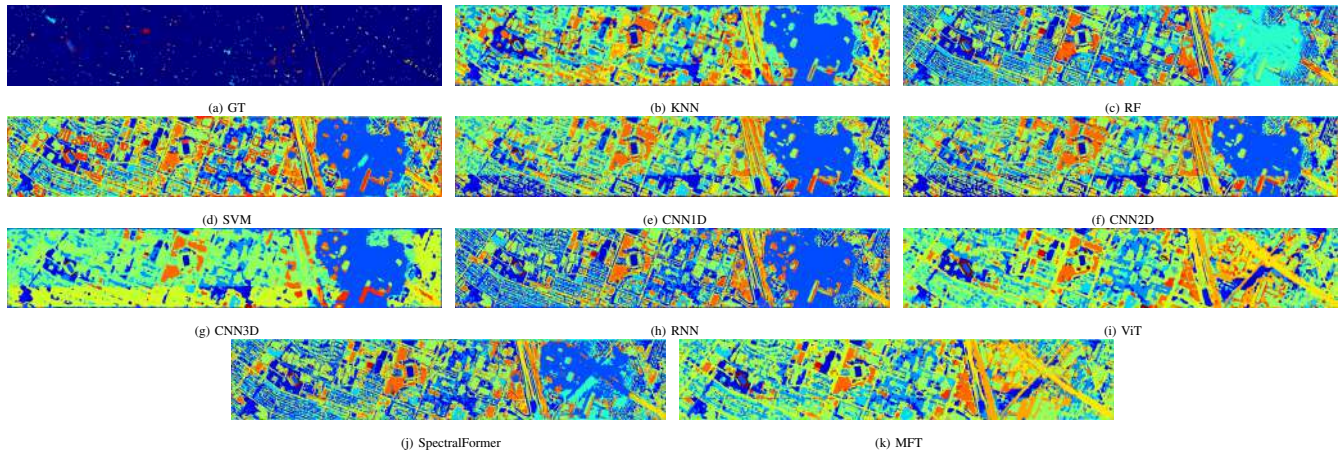 (a) GT
(b) KNN
(c) RF
(d) SVM
(e) CNN1D
(f) CNN2D
(g) CNN3D
(h) RNN
(i) ViT
(j) SpectralFormer
(k) MFT